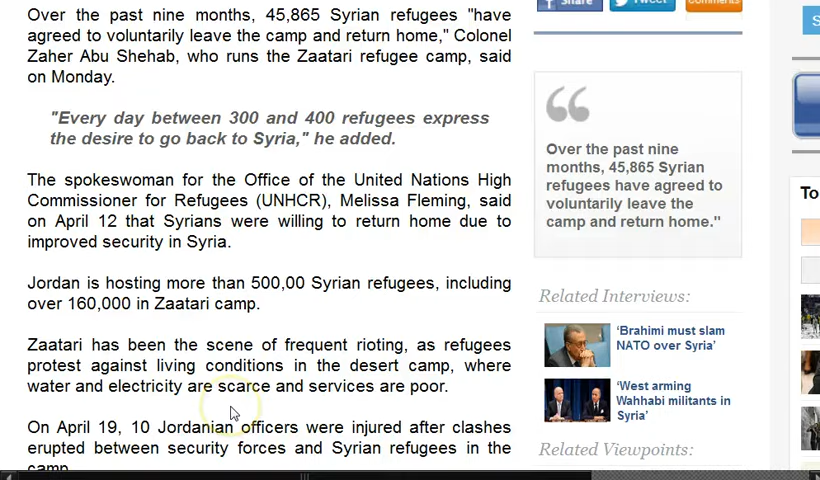 Over the past nine months, 45,865 Syrian refugees "have
agreed to voluntarily leave the camp and return home," Colonel
Zaher Abu Shehab, who runs the Zaatari refugee camp, said
on Monday.
"Every day between 300 and 400 refugees express
the desire to go back to Syria," he added.
The spokeswoman for the Office of the United Nations High
Commissioner for Refugees (UNHCR), Melissa Fleming, said
on April 12 that Syrians were willing to return home due to
improved security in Syria.
Jordan is hosting more than 500,00 Syrian refugees, including
over 160,000 in Zaatari camp.
Zaatari has been the scene of frequent rioting, as refugees
protest against living conditions in the desert camp, where
water and electricity are scarce and services are poor.
On April 19, 10 Jordanian officers were injured after clashes
erupted between security forces and Syrian refugees in the
camp
Share
Tweet
Comments
Over the past nine
months, 45,865 Syrian
refugees have agreed to
voluntarily leave the
camp and return home."
Related Interviews:
‘Brahimi must slam
NATO over Syria’
‘West arming
Wahhabi militants in
Syria’
Related Viewpoints:
S
To